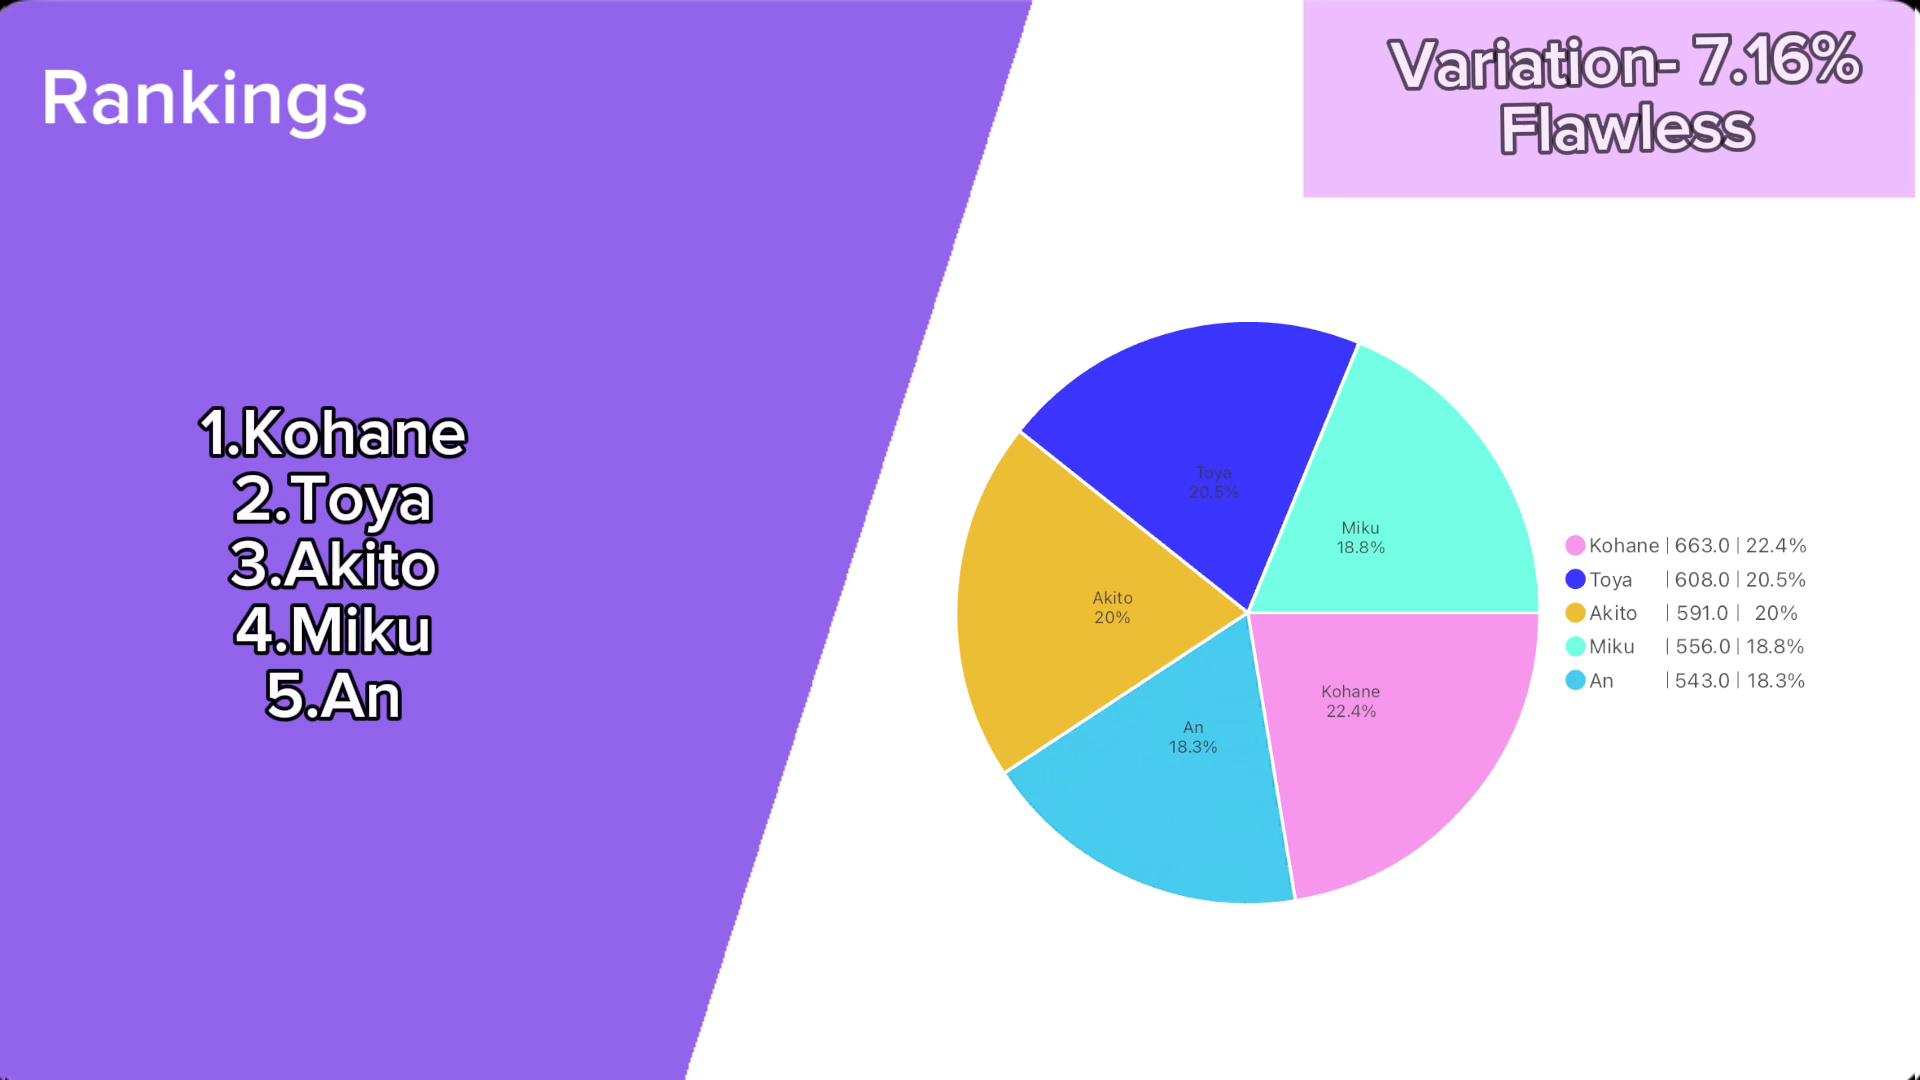 Rankings
Variation- 7.16%
Flawless
1.Kohane
2.Toya
3.Akito
4.Miku
5.An
Toya
20.5%
Miku
18.8%
Akito
20%
Kohane
22.4%
An
18.3%
Kohane | 663.0 | 22.4%
Toya | 608.0 | 20.5%
Akito | 591.0 | 20%
Miku | 556.0 | 18.8%
An | 543.0 | 18.3%